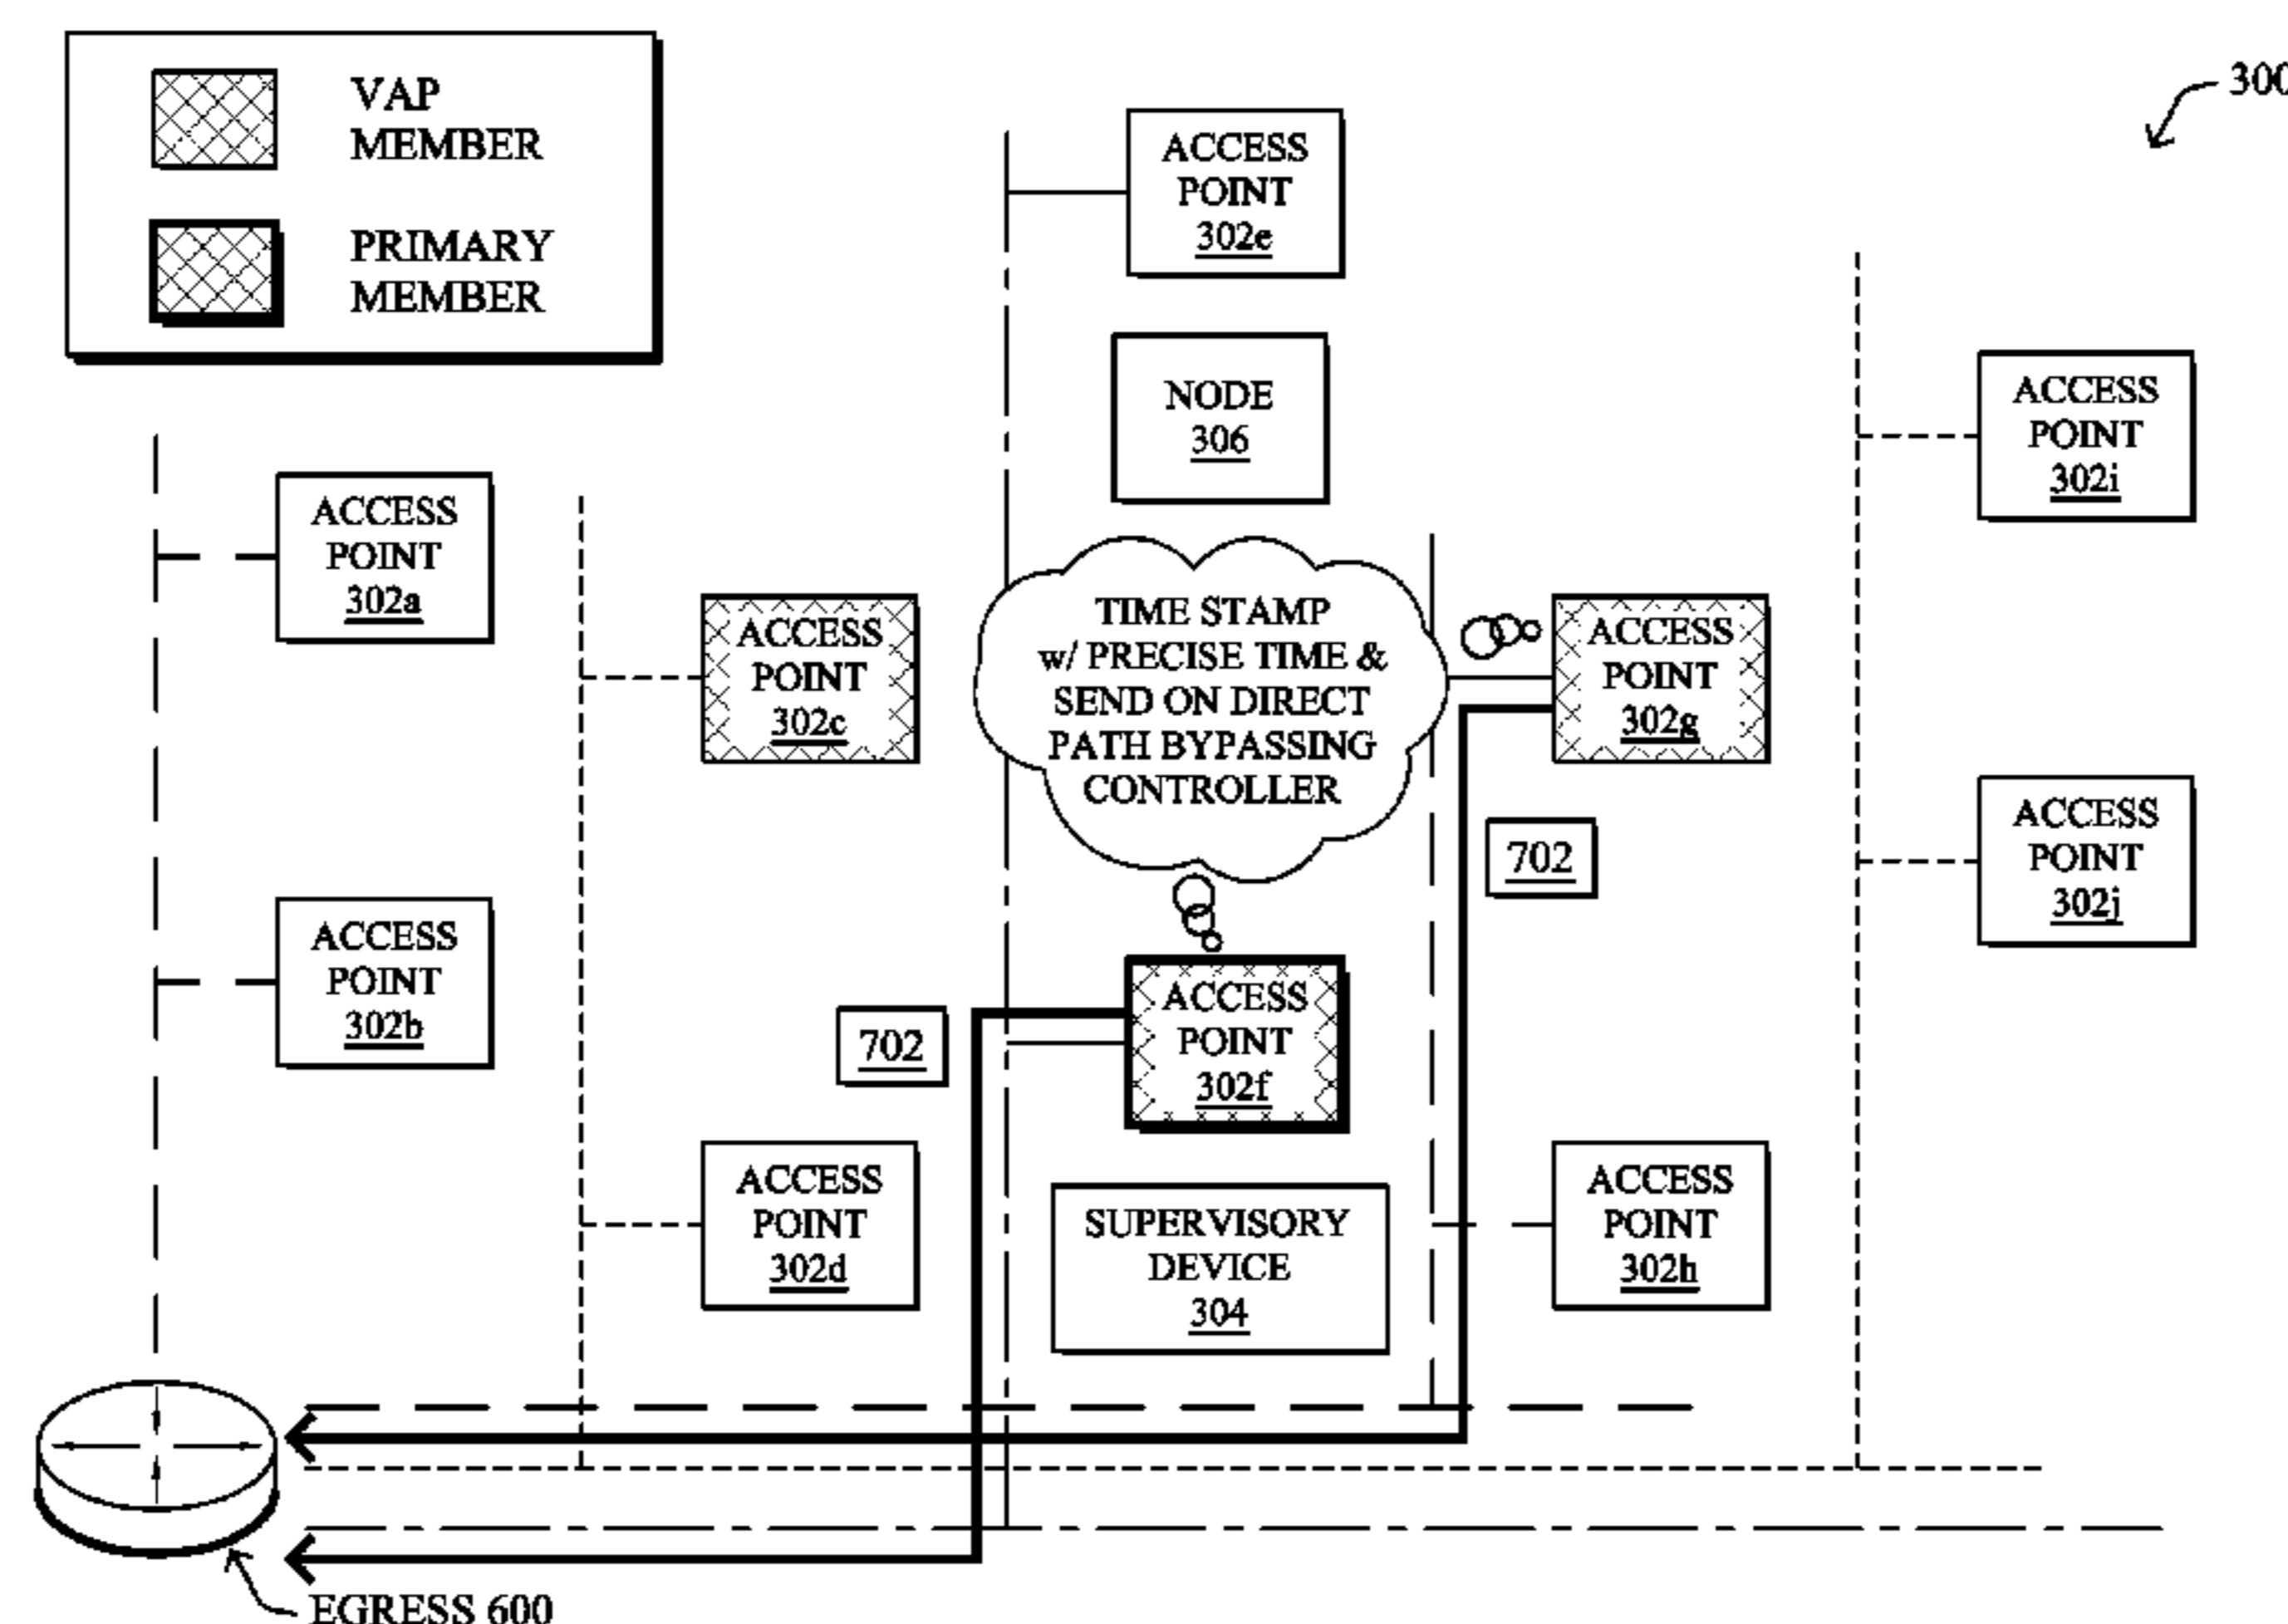 VAP
MEMBER
PRIMARY
MEMBER
300
ACCESS
POINT
302e
NODE
306
ACCESS
POINT
302i
ACCESS
POINT
302a
ACCESS
POINT
302c
TIME STAMP
w/ PRECISE TIME &
SEND ON DIRECT
PATH BYPASSING
CONTROLLER
ACCESS
POINT
302g
702
ACCESS
POINT
302j
ACCESS
POINT
302b
702
ACCESS
POINT
302f
ACCESS
POINT
302d
SUPERVISORY
DEVICE
304
ACCESS
POINT
302h
EGRESS 600